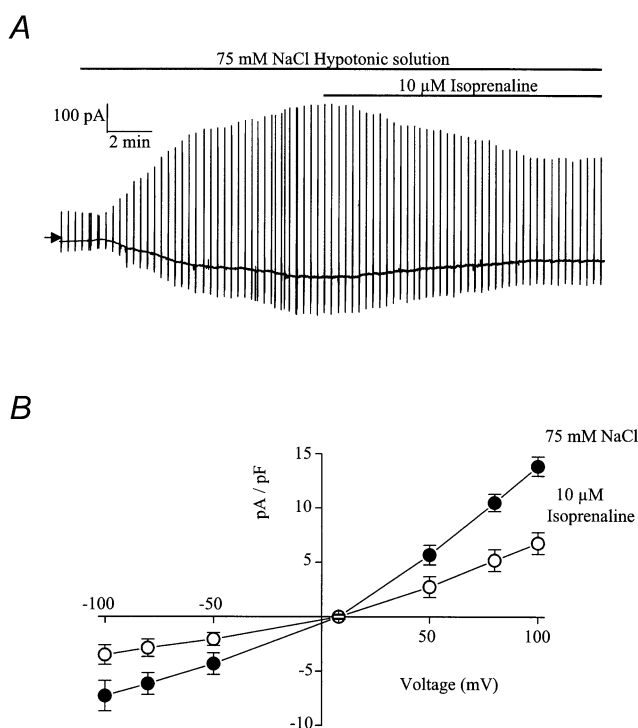 A
75 mM NaCl Hypotonic solution
10 µM Isoprenaline
100 pA
2 min
B
75 mM NaCl
15
pA / pF
10 µM
Isoprenaline
10
5
-100
-50
50
100
-5
Voltage (mV)
-10